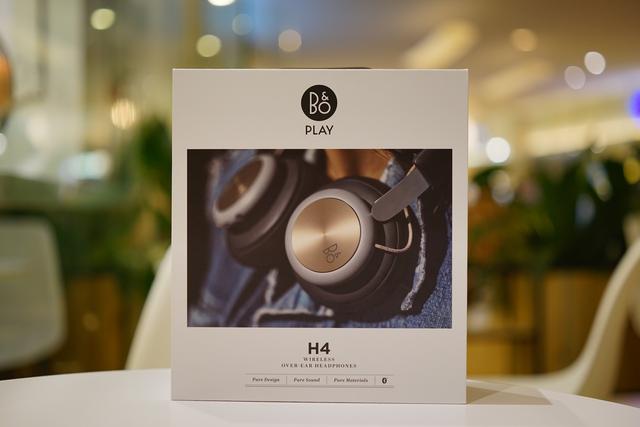 B&O
PLAY
B&O
H4
WIRELESS
OVER-EAR HEADPHONES
Pure Design Pure Sound Pure Materials